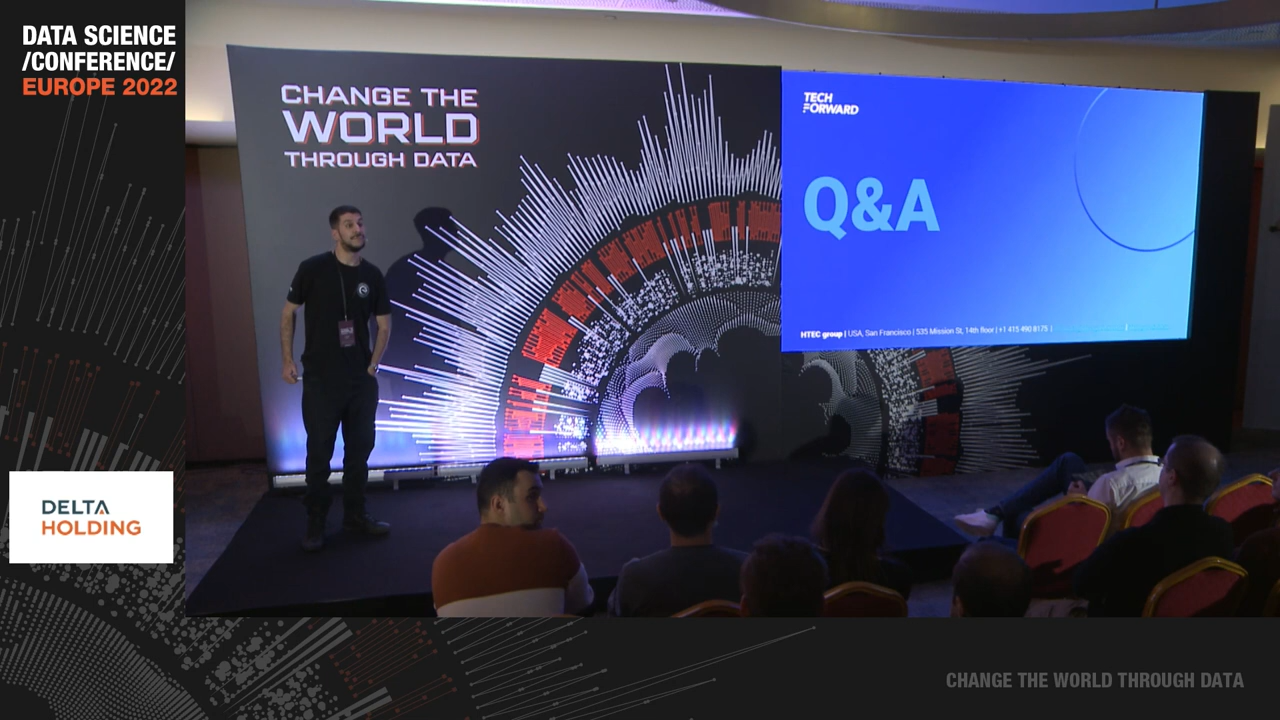 DATA SCIENCE
/CONFERENCE/
EUROPE 2022
CHANGE THE
WORLD
THROUGH DATA
TECH
FORWARD
Q&A
HTEC group | USA, San Francisco | 535 Mission St, 14th floor | +1 415 490 8175 |
DELTA
HOLDING
CHANGE THE WORLD THROUGH DATA